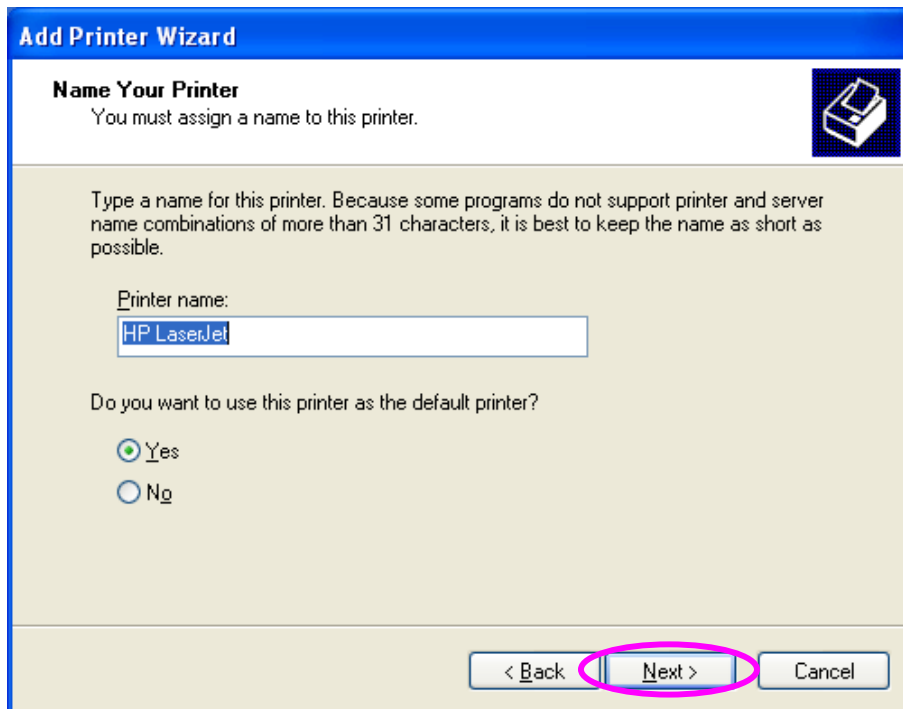 Add Printer Wizard
Name Your Printer
You must assign a name to this printer.
Type a name for this printer. Because some programs do not support printer and server
name combinations of more than 31 characters, it is best to keep the name as short as
possible.
Printer name:
HP LaserJet
Do you want to use this printer as the default printer?
Yes
No
< Back
Next >
Cancel